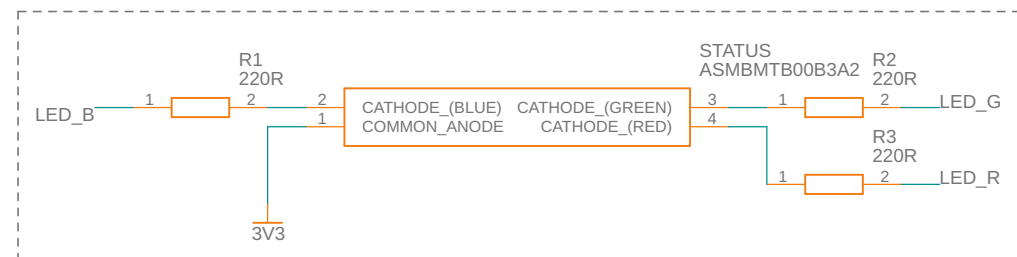 STATUS
ASMBMTB00B3A2
R1
220R
R2
220R
LED_B
1
2
2
CATHODE_(BLUE)
CATHODE_(GREEN)
3
1
2
LED_G
1
COMMON_ANODE
CATHODE_(RED)
4
R3
220R
1
2
LED_R
3V3